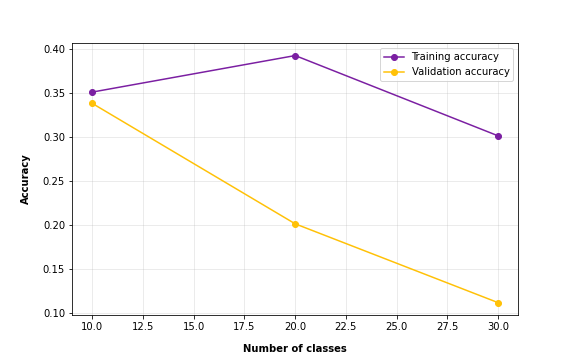 0.40
0.35
0.30
0.25
0.20
0.15
0.10
Accuracy
Training accuracy
Validation accuracy
10.0 12.5 15.0 17.5 20.0 22.5 25.0 27.5 30.0
Number of classes